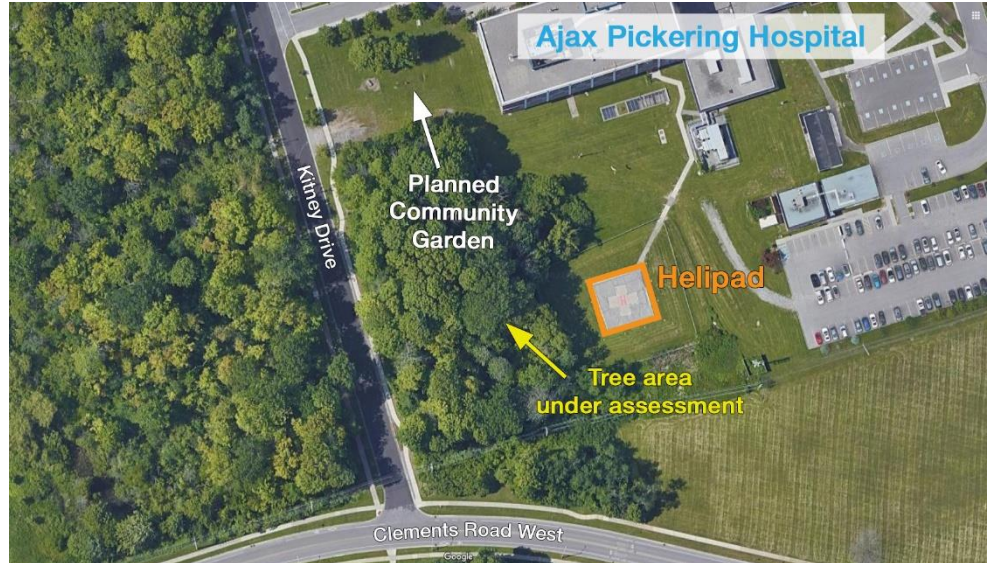 Ajax Pickering Hospital
Planned
Community
Garden
Kitney Drive
Helipad
Tree area
under assessment
Clements Road West
Google